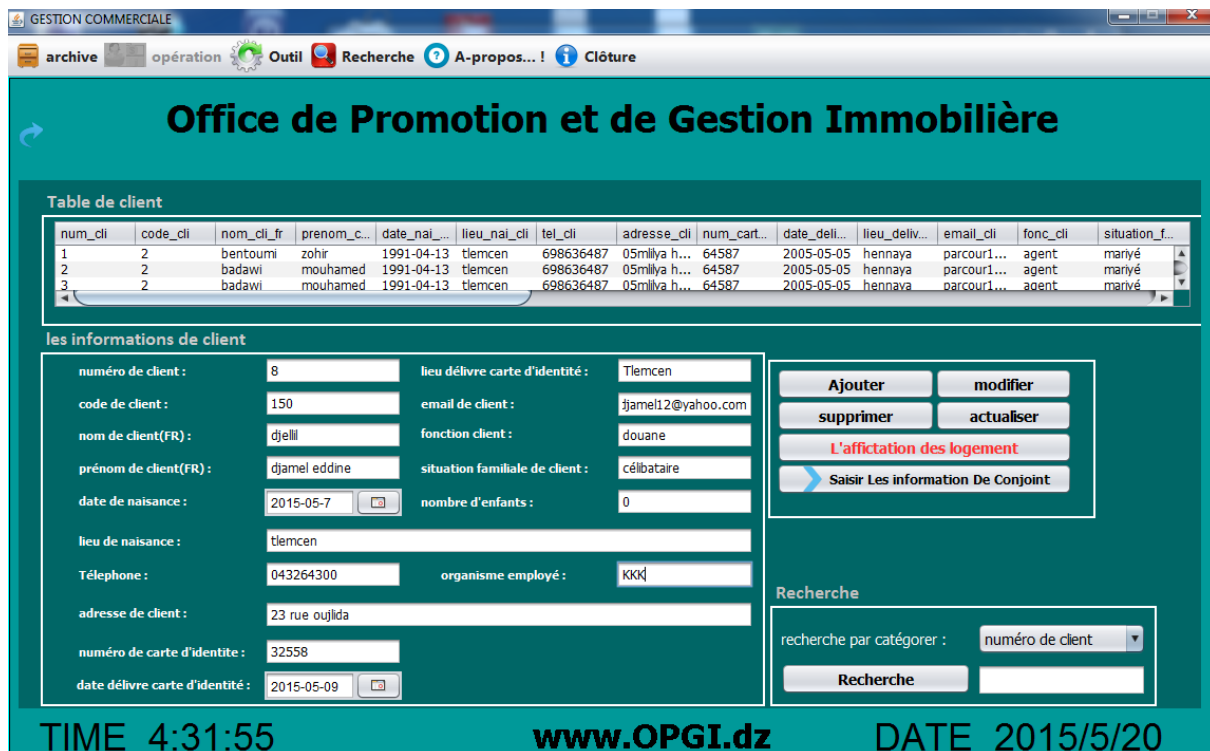 GESTION COMMERCIALE
archive opération Outil Recherche A-propos... ! Clôture
Office de Promotion et de Gestion Immobilière
Table de client
num_cli code_cli nom_cli_fr prenom_c... date_nai_... lieu_nai_cli tel_cli adresse_cli num_cart... date_deli... lieu_deliv... email_cli fonc_cli situation_f...
1 2 bentoumi zohir 1991-04-13 tlemcen 698636487 05mlilya h... 64587 2005-05-05 hennaya parcour1... agent mariyé
2 2 badawi mouhamed 1991-04-13 tlemcen 698636487 05mlilya h... 64587 2005-05-05 hennaya parcour1... agent mariyé
3 2 badawi mouhamed 1991-04-13 tlemcen 698636487 05mlilya h... 64587 2005-05-05 hennaya parcour1... agent mariyé
les informations de client
numéro de client : 8 lieu délivre carte d'identité : Tlemcen
code de client : 150 email de client : jjamel12@yahoo.com
nom de client(FR) : djellil fonction client : douane
prénom de client(FR) : djamel eddine situation familiale de client : célibataire
date de naisance : 2015-05-7 nombre d'enfants : 0
lieu de naisance : tlemcen
Télephone : 043264300 organisme employé : KKK
adresse de client : 23 rue oujlida
numéro de carte d'identite : 32558
date délivre carte d'identité : 2015-05-09
Ajouter modifier
supprimer actualiser
L'affictation des logement
Saisir Les information De Conjoint
Recherche
recherche par catégorer : numéro de client
Recherche
TIME 4:31:55 www.OPGI.dz DATE 2015/5/20